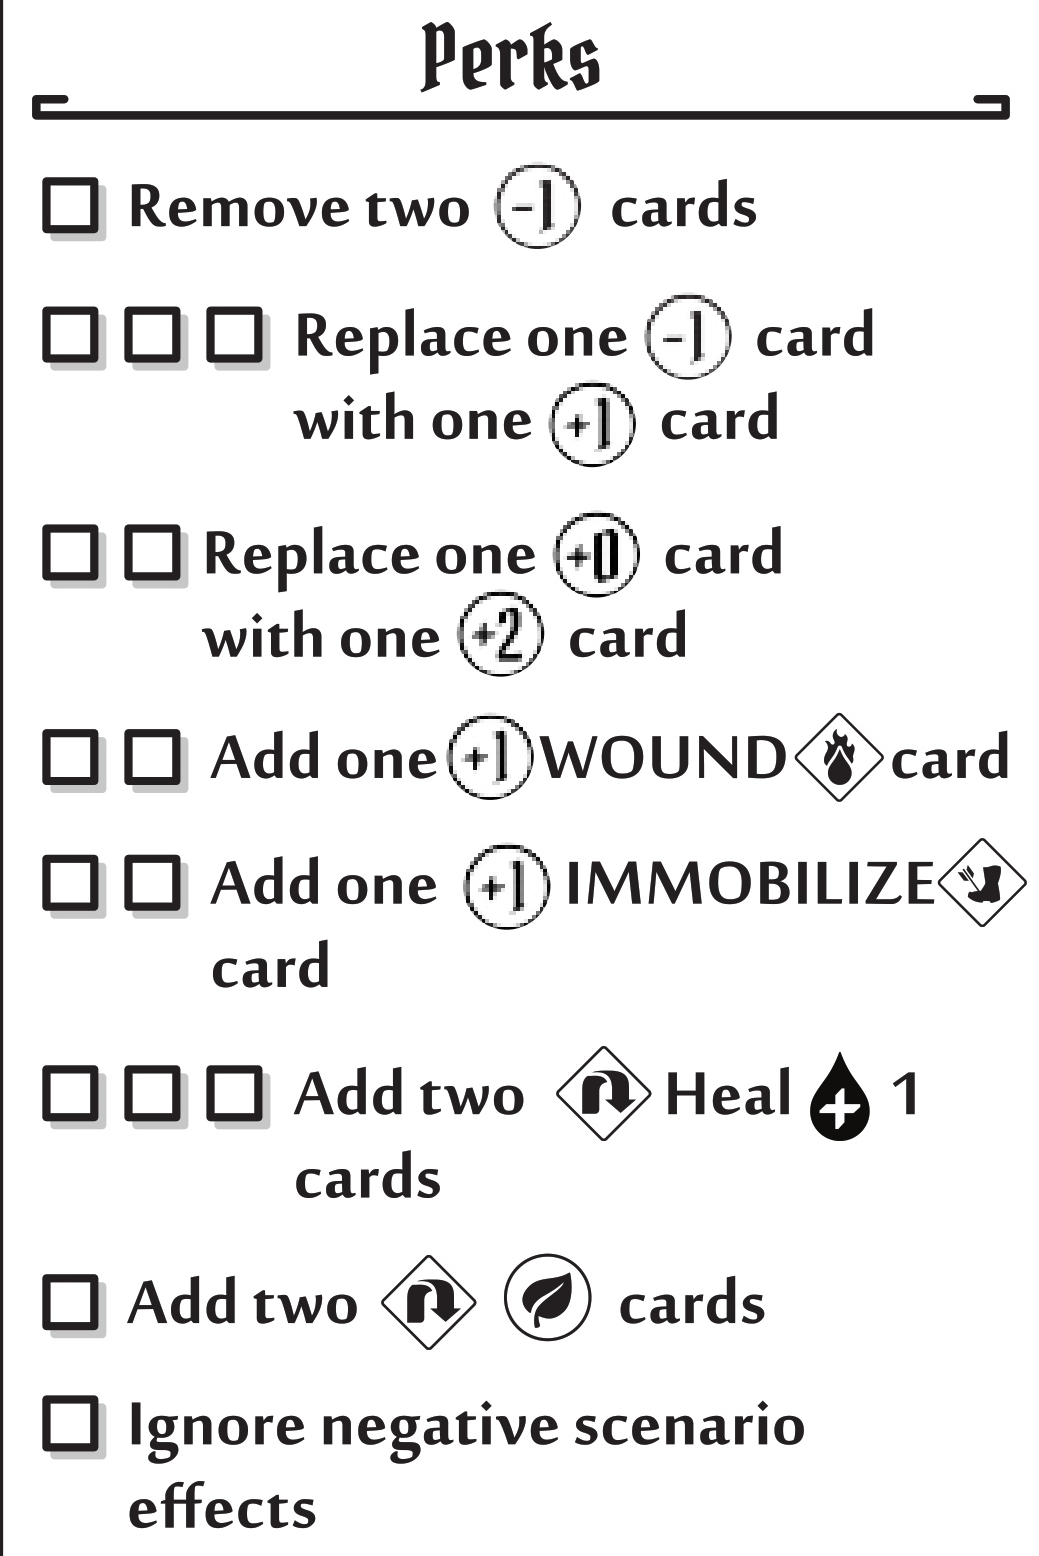 Perks
Remove two -1 cards
Replace one -1 card
with one +1 card
Replace one +0 card
with one +2 card
Add one +1 WOUND card
Add one +1 IMMOBILIZE
card
Add two Heal 1
cards
Add two cards
Ignore negative scenario
effects